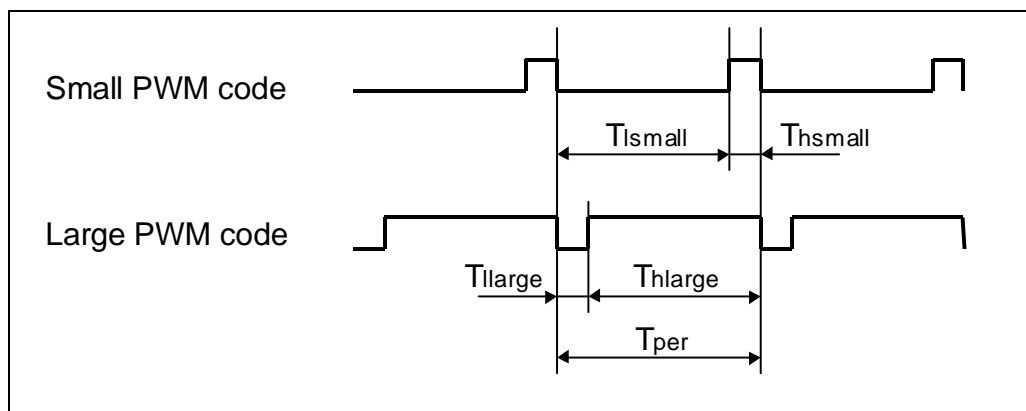 Small PWM code
Tlsmall
Thsmall
Large PWM code
Tllarge
Thlarge
Tper